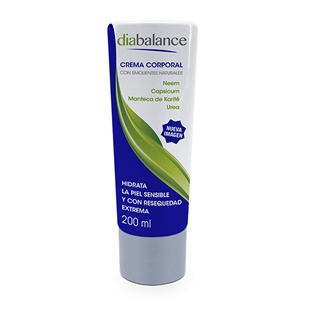 diabalance
CREMA CORPORAL
CON EMOLIENTES NATURALES
Neem
Capsicum
Manteca de Karité
Urea
NUEVA
IMAGEN
HIDRATA
LA PIEL SENSIBLE
Y CON RESEQUEDAD
EXTREMA
200 ml